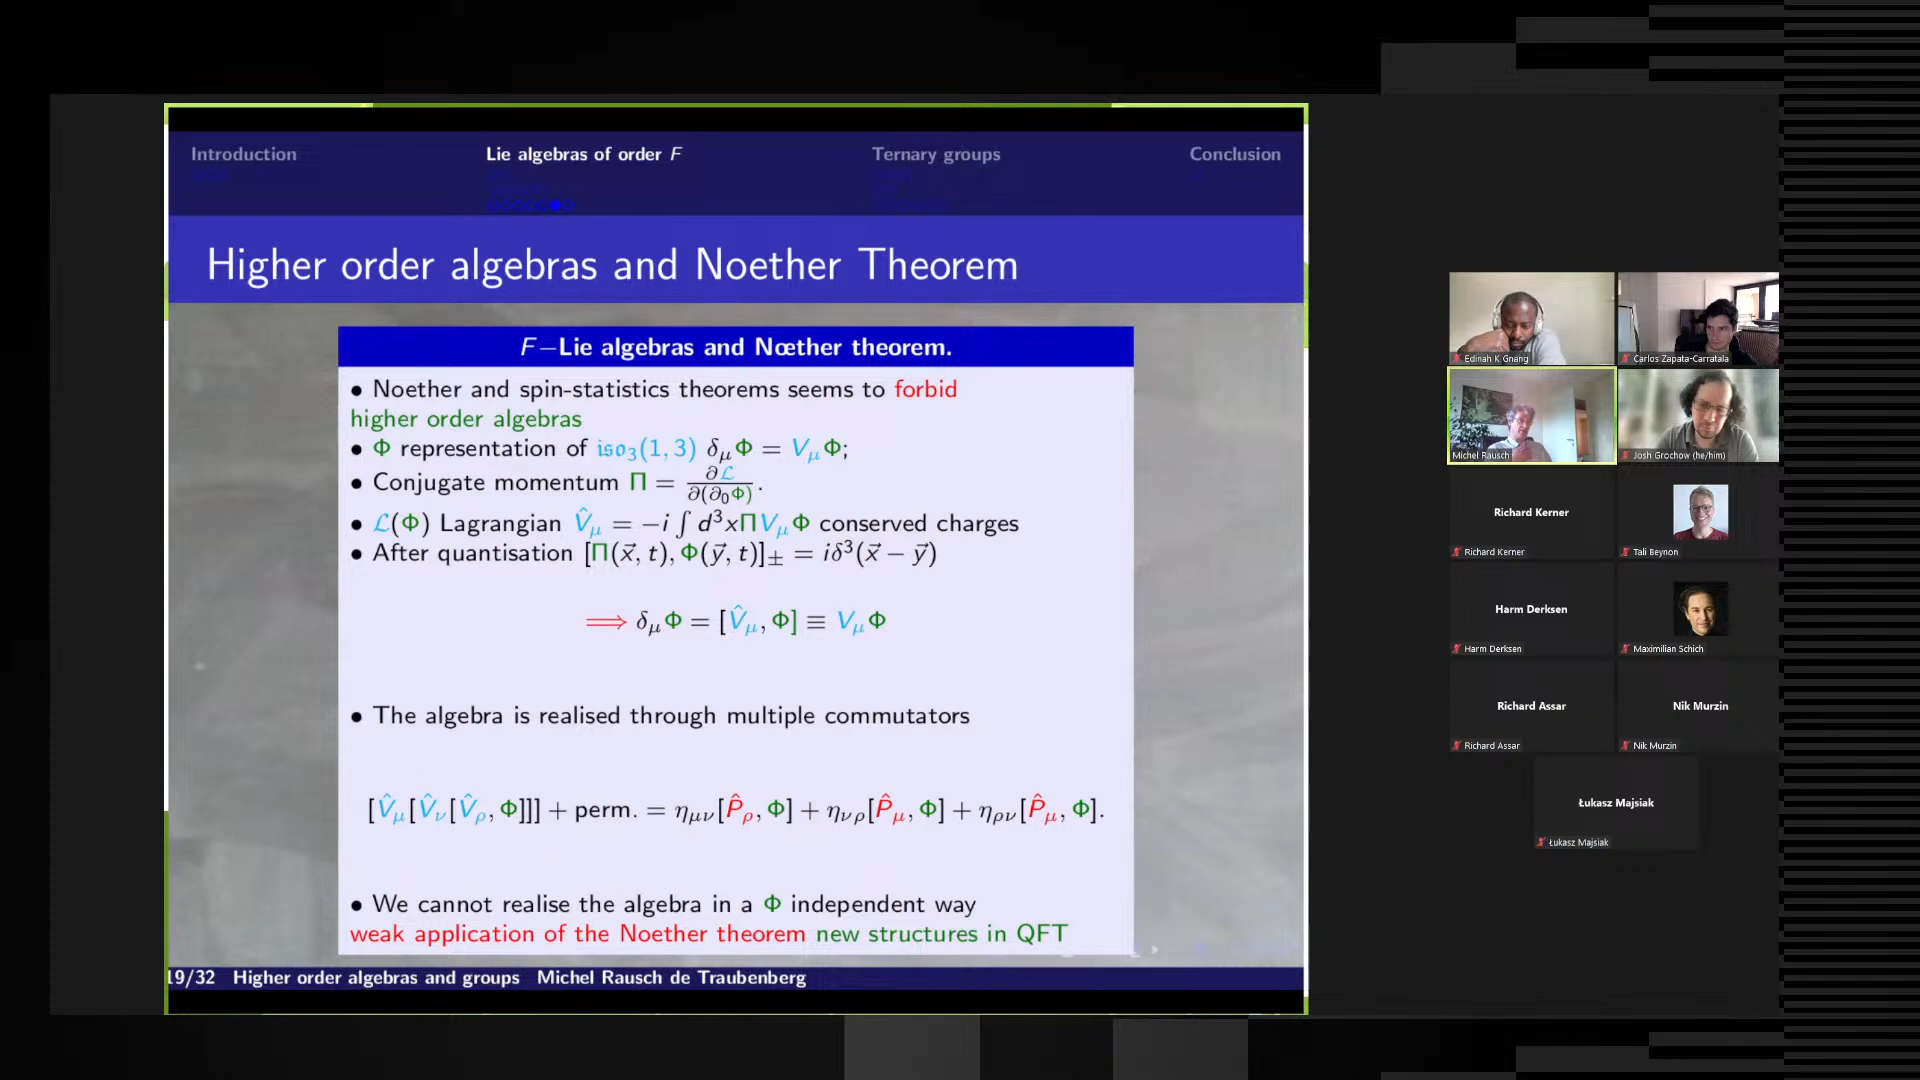 Introduction
Lie algebras of order F
Ternary groups
Conclusion
Higher order algebras and Noether Theorem
F−Lie algebras and Nœther theorem.
• Noether and spin-statistics theorems seems to forbid
higher order algebras
• Φ representation of 𝔦𝔰𝔬₃(1, 3) δ_μΦ = V_μΦ;
• Conjugate momentum Π = ∂ℒ/∂(∂₀Φ) .
• ℒ(Φ) Lagrangian V̂_μ = −i ∫ d³xΠV_μΦ conserved charges
• After quantisation [Π(x⃗, t), Φ(y⃗, t)]_± = iδ³(x⃗ − y⃗)
⟹ δ_μΦ = [V̂_μ, Φ] ≡ V_μΦ
• The algebra is realised through multiple commutators
[V̂_μ[V̂_ν[V̂_ρ, Φ]]] + perm. = η_μν[P̂_ρ, Φ] + η_νρ[P̂_μ, Φ] + η_ρν[P̂_μ, Φ].
• We cannot realise the algebra in a Φ independent way
weak application of the Noether theorem new structures in QFT
19/32 Higher order algebras and groups Michel Rausch de Traubenberg
Edinah K Gnang
Carlos Zapata-Carratala
Michel Rausch
Josh Grochow (he/him)
Richard Kerner
Richard Kerner
Tali Beynon
Harm Derksen
Harm Derksen
Maximilian Schich
Richard Assar
Nik Murzin
Richard Assar
Nik Murzin
Łukasz Majsiak
Łukasz Majsiak